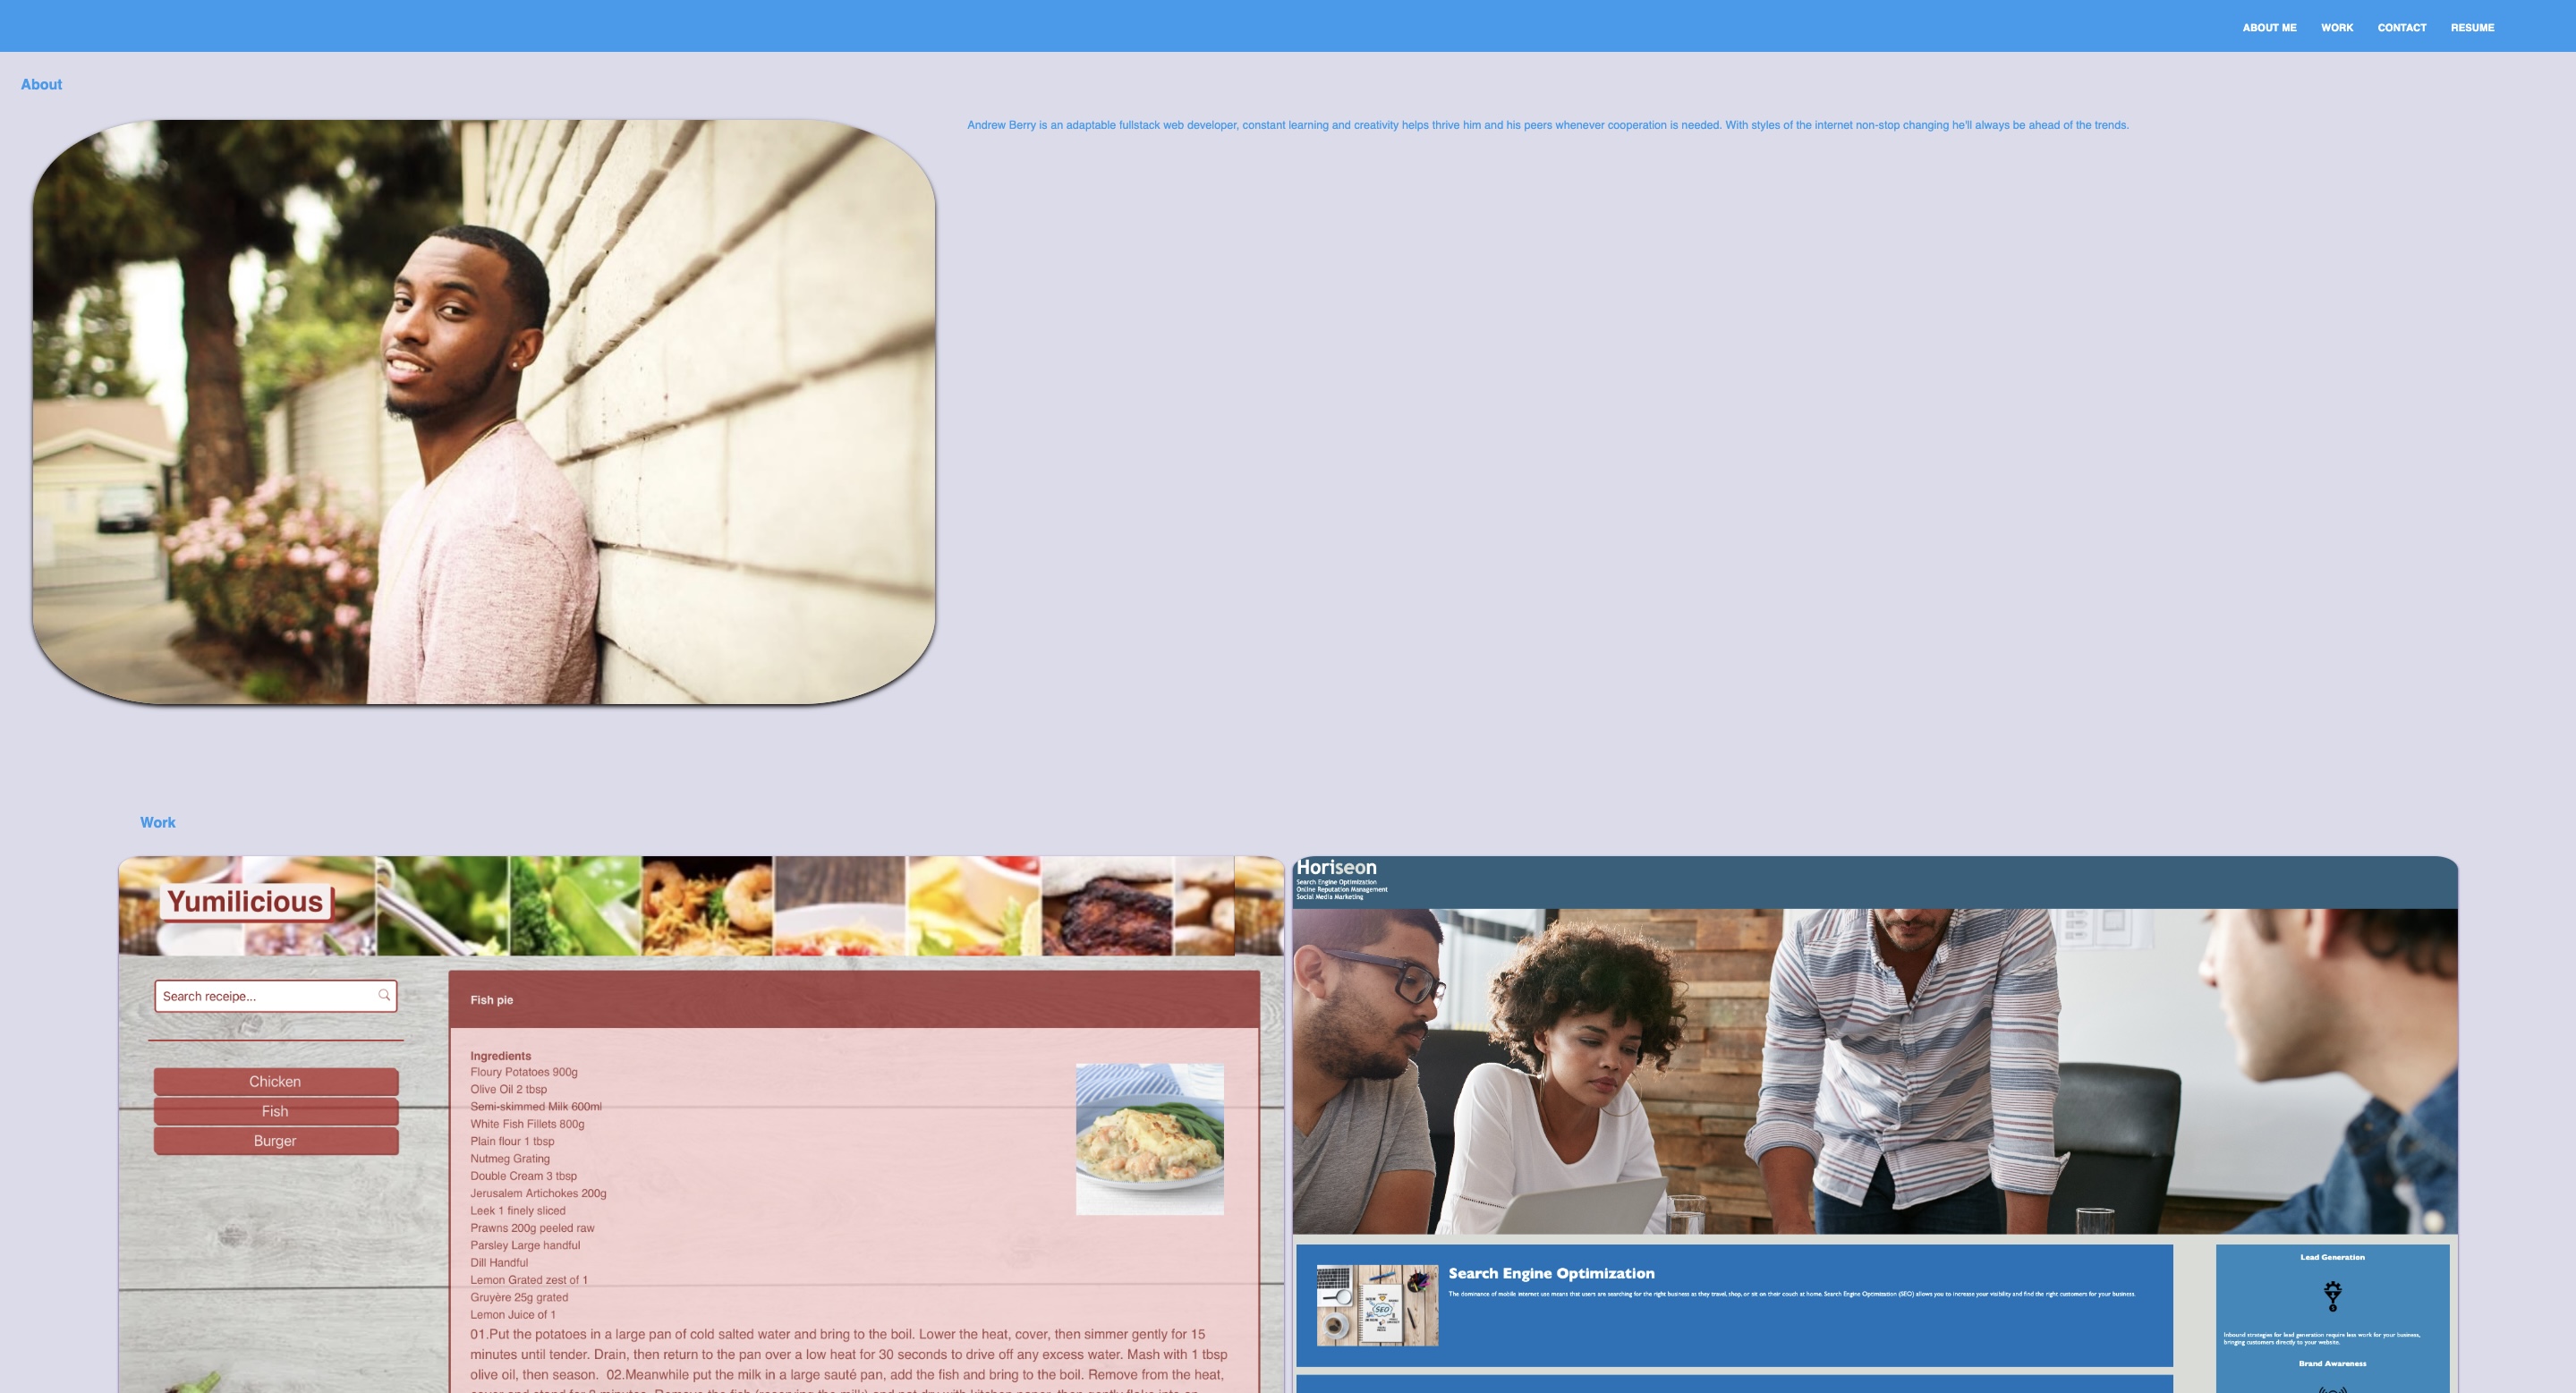 ABOUT ME WORK CONTACT RESUME
About
Andrew Berry is an adaptable fullstack web developer, constant learning and creativity helps thrive him and his peers whenever cooperation is needed. With styles of the internet non-stop changing he'll always be ahead of the trends.
Work
Yumilicious
Search receipe...
Chicken
Fish
Burger
Fish pie
Ingredients
Floury Potatoes 900g
Olive Oil 2 tbsp
Semi-skimmed Milk 600ml
White Fish Fillets 800g
Plain flour 1 tbsp
Nutmeg Grating
Double Cream 3 tbsp
Jerusalem Artichokes 200g
Leek 1 finely sliced
Prawns 200g peeled raw
Parsley Large handful
Dill Handful
Lemon Grated zest of 1
Gruyère 25g grated
Lemon Juice of 1
01.Put the potatoes in a large pan of cold salted water and bring to the boil. Lower the heat, cover, then simmer gently for 15
minutes until tender. Drain, then return to the pan over a low heat for 30 seconds to drive off any excess water. Mash with 1 tbsp
olive oil, then season. 02.Meanwhile put the milk in a large sauté pan, add the fish and bring to the boil. Remove from the heat,
Horiseon
Search Engine Optimization
Online Reputation Management
Social Media Marketing
SEO
Search Engine Optimization
The dominance of mobile internet use means that users are searching for the right business as they travel, shop, or sit on their couch at home. Search Engine Optimization (SEO) allows you to increase your visibility and find the right customers for your business.
Lead Generation
Inbound strategies for lead generation require less work for your business,
bringing customers directly to your website.
Brand Awareness